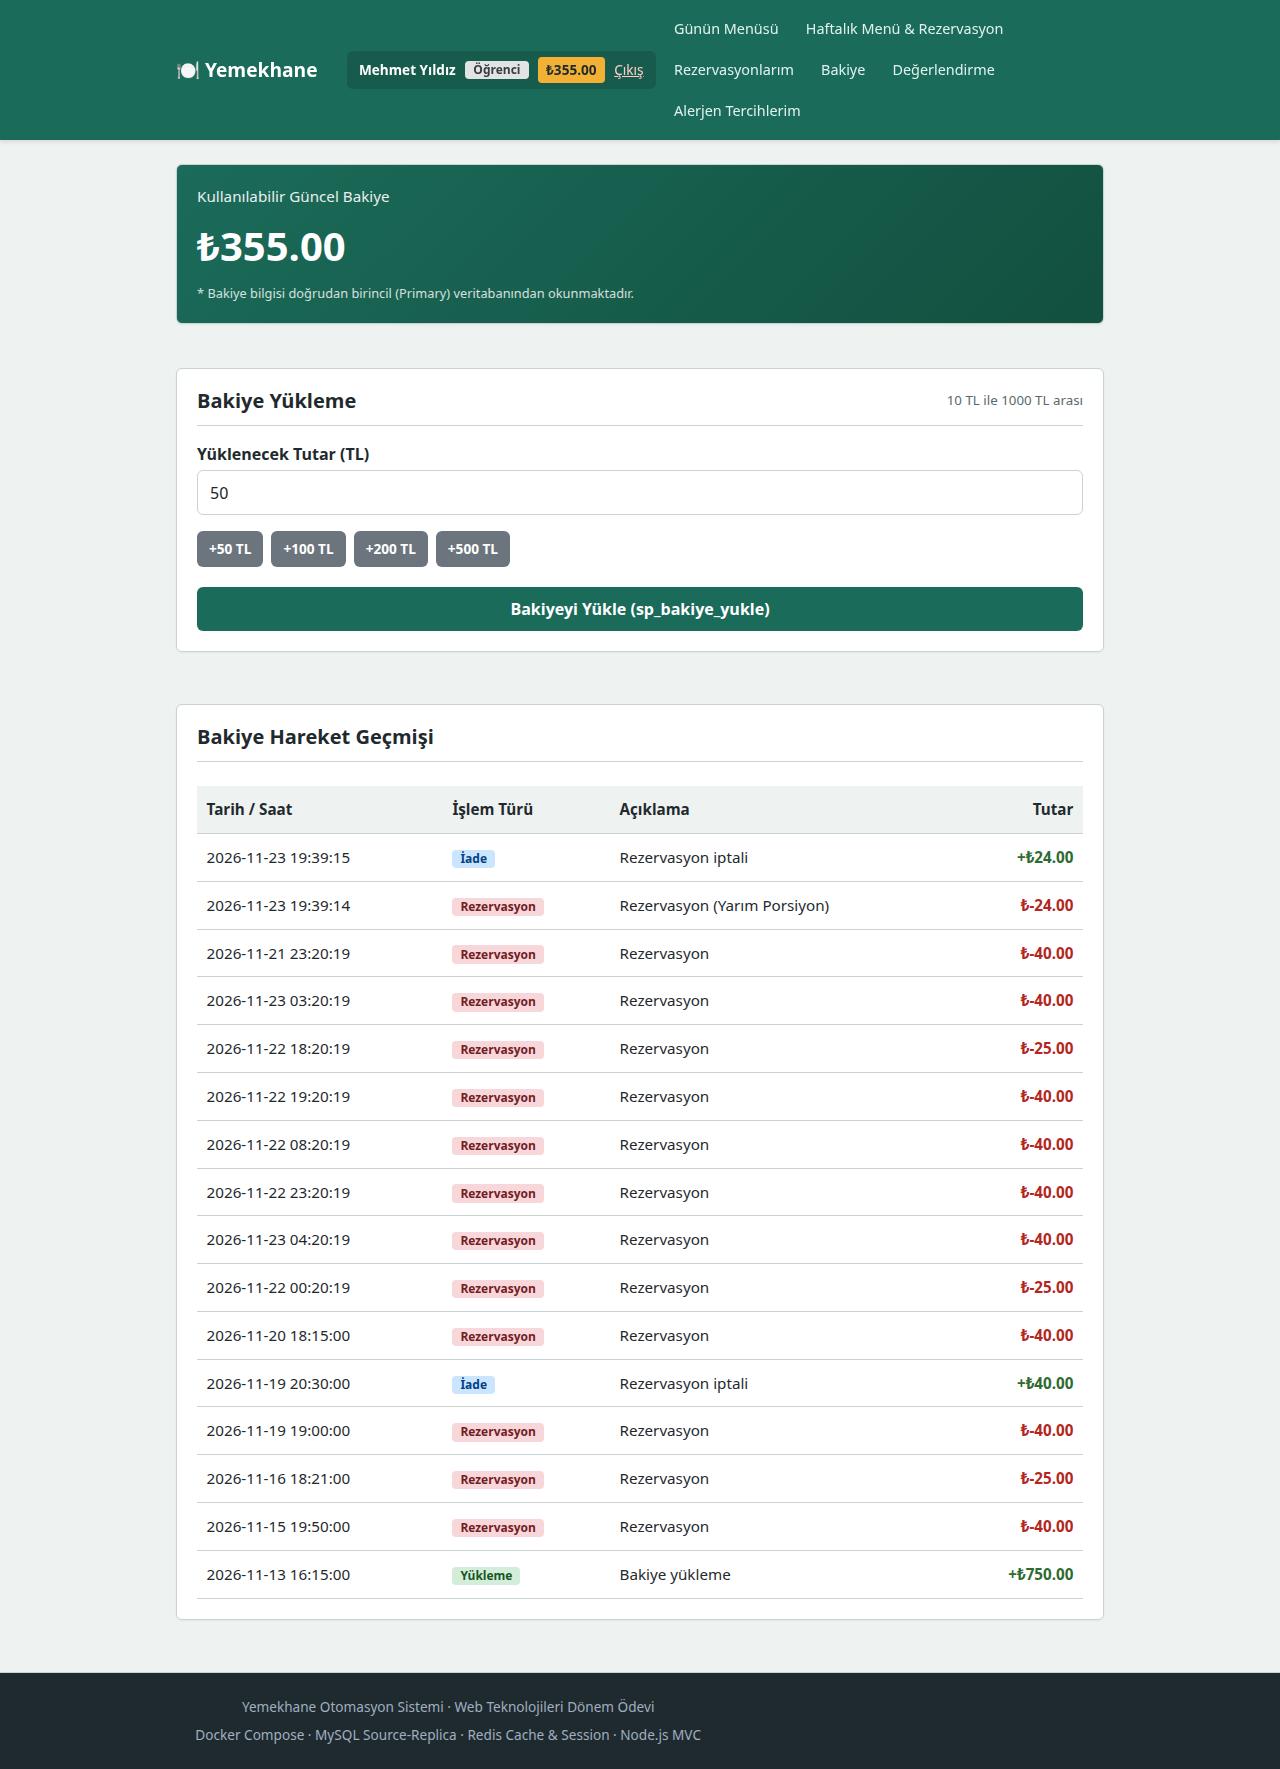 🍽️ Yemekhane
Mehmet Yıldız Öğrenci ₺355.00 Çıkış
Günün Menüsü Haftalık Menü & Rezervasyon
Rezervasyonlarım Bakiye Değerlendirme
Alerjen Tercihlerim
Kullanılabilir Güncel Bakiye
₺355.00
* Bakiye bilgisi doğrudan birincil (Primary) veritabanından okunmaktadır.
Bakiye Yükleme 10 TL ile 1000 TL arası
Yüklenecek Tutar (TL)
50
+50 TL +100 TL +200 TL +500 TL
Bakiyeyi Yükle (sp_bakiye_yukle)
Bakiye Hareket Geçmişi
Tarih / Saat İşlem Türü Açıklama Tutar
2026-11-23 19:39:15 İade Rezervasyon iptali +₺24.00
2026-11-23 19:39:14 Rezervasyon Rezervasyon (Yarım Porsiyon) ₺-24.00
2026-11-21 23:20:19 Rezervasyon Rezervasyon ₺-40.00
2026-11-23 03:20:19 Rezervasyon Rezervasyon ₺-40.00
2026-11-22 18:20:19 Rezervasyon Rezervasyon ₺-25.00
2026-11-22 19:20:19 Rezervasyon Rezervasyon ₺-40.00
2026-11-22 08:20:19 Rezervasyon Rezervasyon ₺-40.00
2026-11-22 23:20:19 Rezervasyon Rezervasyon ₺-40.00
2026-11-23 04:20:19 Rezervasyon Rezervasyon ₺-40.00
2026-11-22 00:20:19 Rezervasyon Rezervasyon ₺-25.00
2026-11-20 18:15:00 Rezervasyon Rezervasyon ₺-40.00
2026-11-19 20:30:00 İade Rezervasyon iptali +₺40.00
2026-11-19 19:00:00 Rezervasyon Rezervasyon ₺-40.00
2026-11-16 18:21:00 Rezervasyon Rezervasyon ₺-25.00
2026-11-15 19:50:00 Rezervasyon Rezervasyon ₺-40.00
2026-11-13 16:15:00 Yükleme Bakiye yükleme +₺750.00
Yemekhane Otomasyon Sistemi · Web Teknolojileri Dönem Ödevi
Docker Compose · MySQL Source-Replica · Redis Cache & Session · Node.js MVC